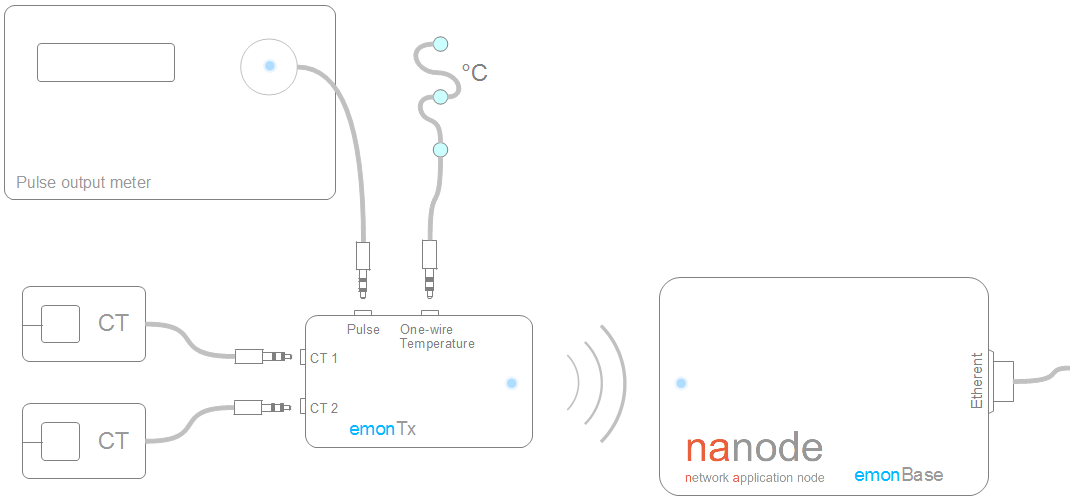 °C
Pulse output meter
CT
Pulse
One-wire
Temperature
CT 1
CT 2
emonTx
CT
Etherent
nanode
network application node
emonBase